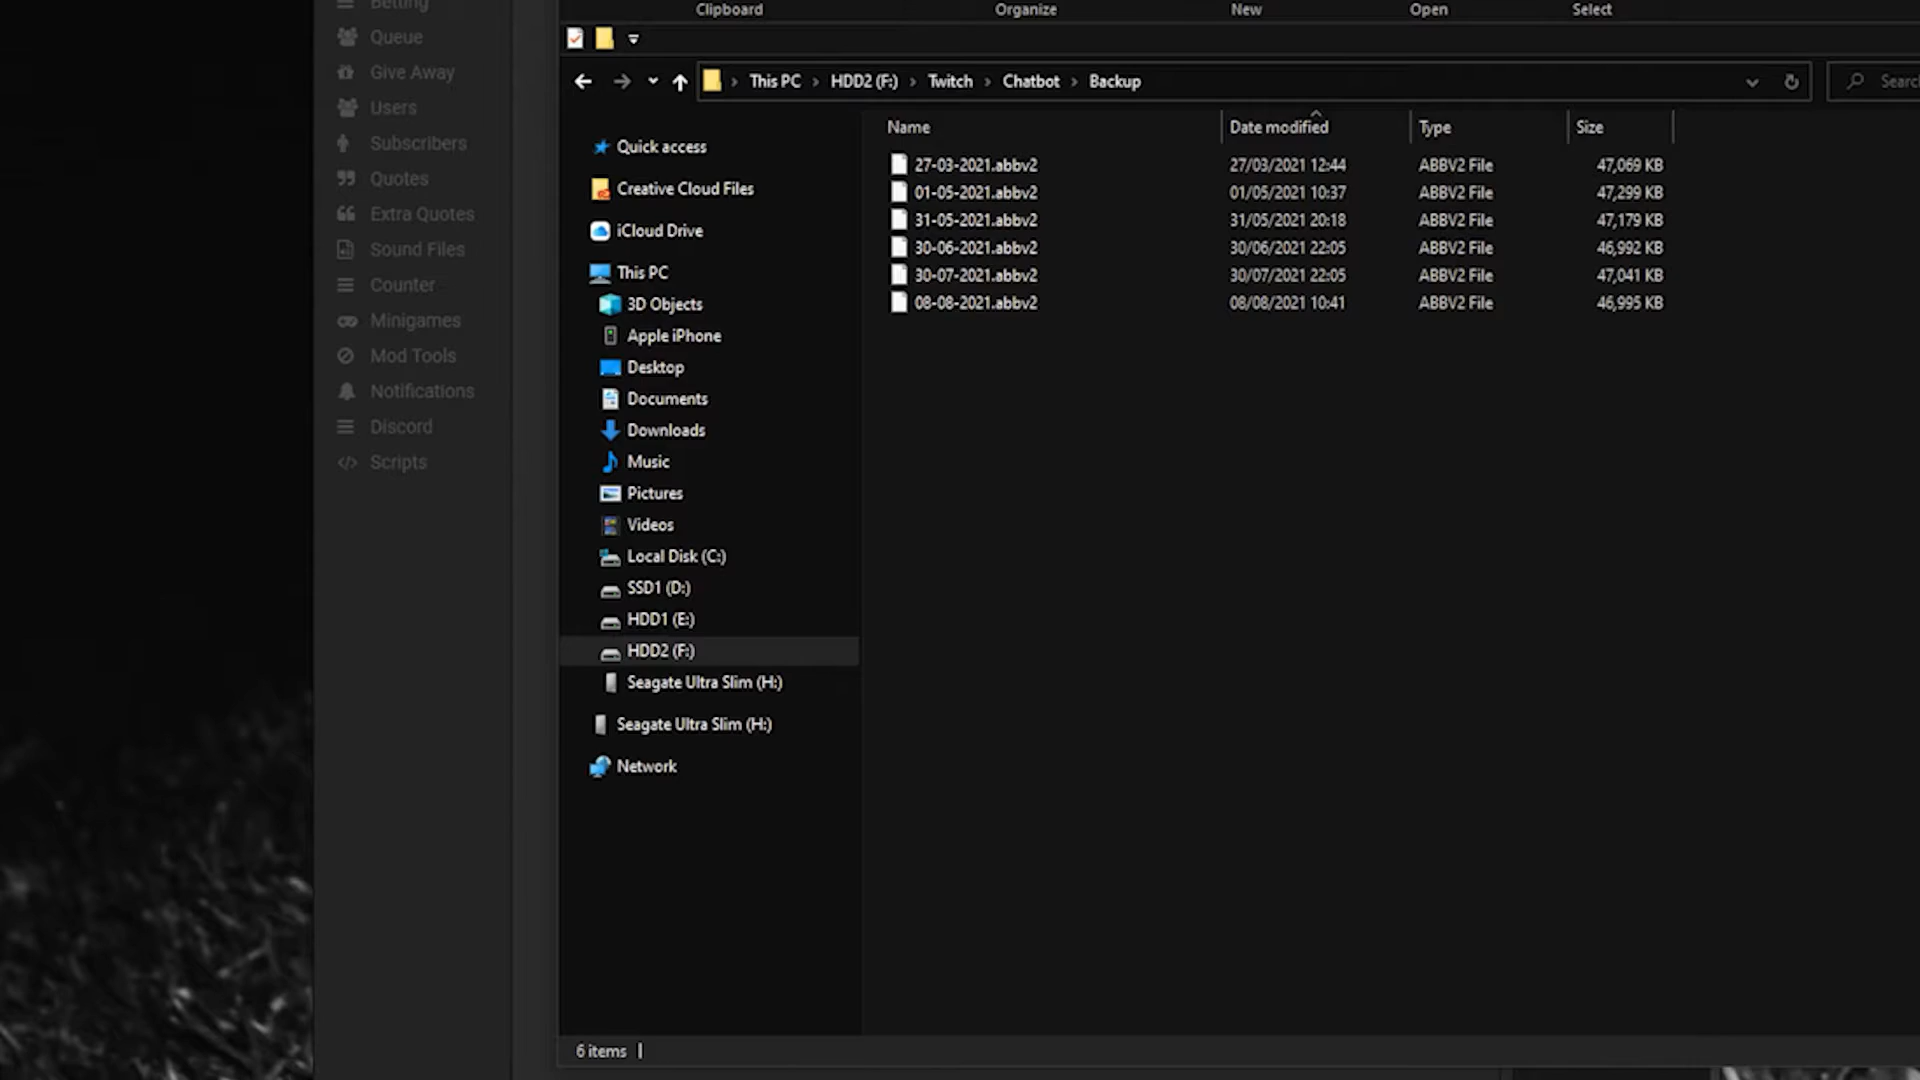 Betting
Queue
Give Away
Users
Subscribers
Quotes
Extra Quotes
Sound Files
Counter
Minigames
Mod Tools
Notifications
Discord
Scripts
Clipboard Organize New Open Select
This PC › HDD2 (F:) › Twitch › Chatbot › Backup
Quick access
Creative Cloud Files
iCloud Drive
This PC
3D Objects
Apple iPhone
Desktop
Documents
Downloads
Music
Pictures
Videos
Local Disk (C:)
SSD1 (D:)
HDD1 (E:)
HDD2 (F:)
Seagate Ultra Slim (H:)
Seagate Ultra Slim (H:)
Network
Name Date modified Type Size
27-03-2021.abbv2 27/03/2021 12:44 ABBV2 File 47,069 KB
01-05-2021.abbv2 01/05/2021 10:37 ABBV2 File 47,299 KB
31-05-2021.abbv2 31/05/2021 20:18 ABBV2 File 47,179 KB
30-06-2021.abbv2 30/06/2021 22:05 ABBV2 File 46,992 KB
30-07-2021.abbv2 30/07/2021 22:05 ABBV2 File 47,041 KB
08-08-2021.abbv2 08/08/2021 10:41 ABBV2 File 46,995 KB
6 items